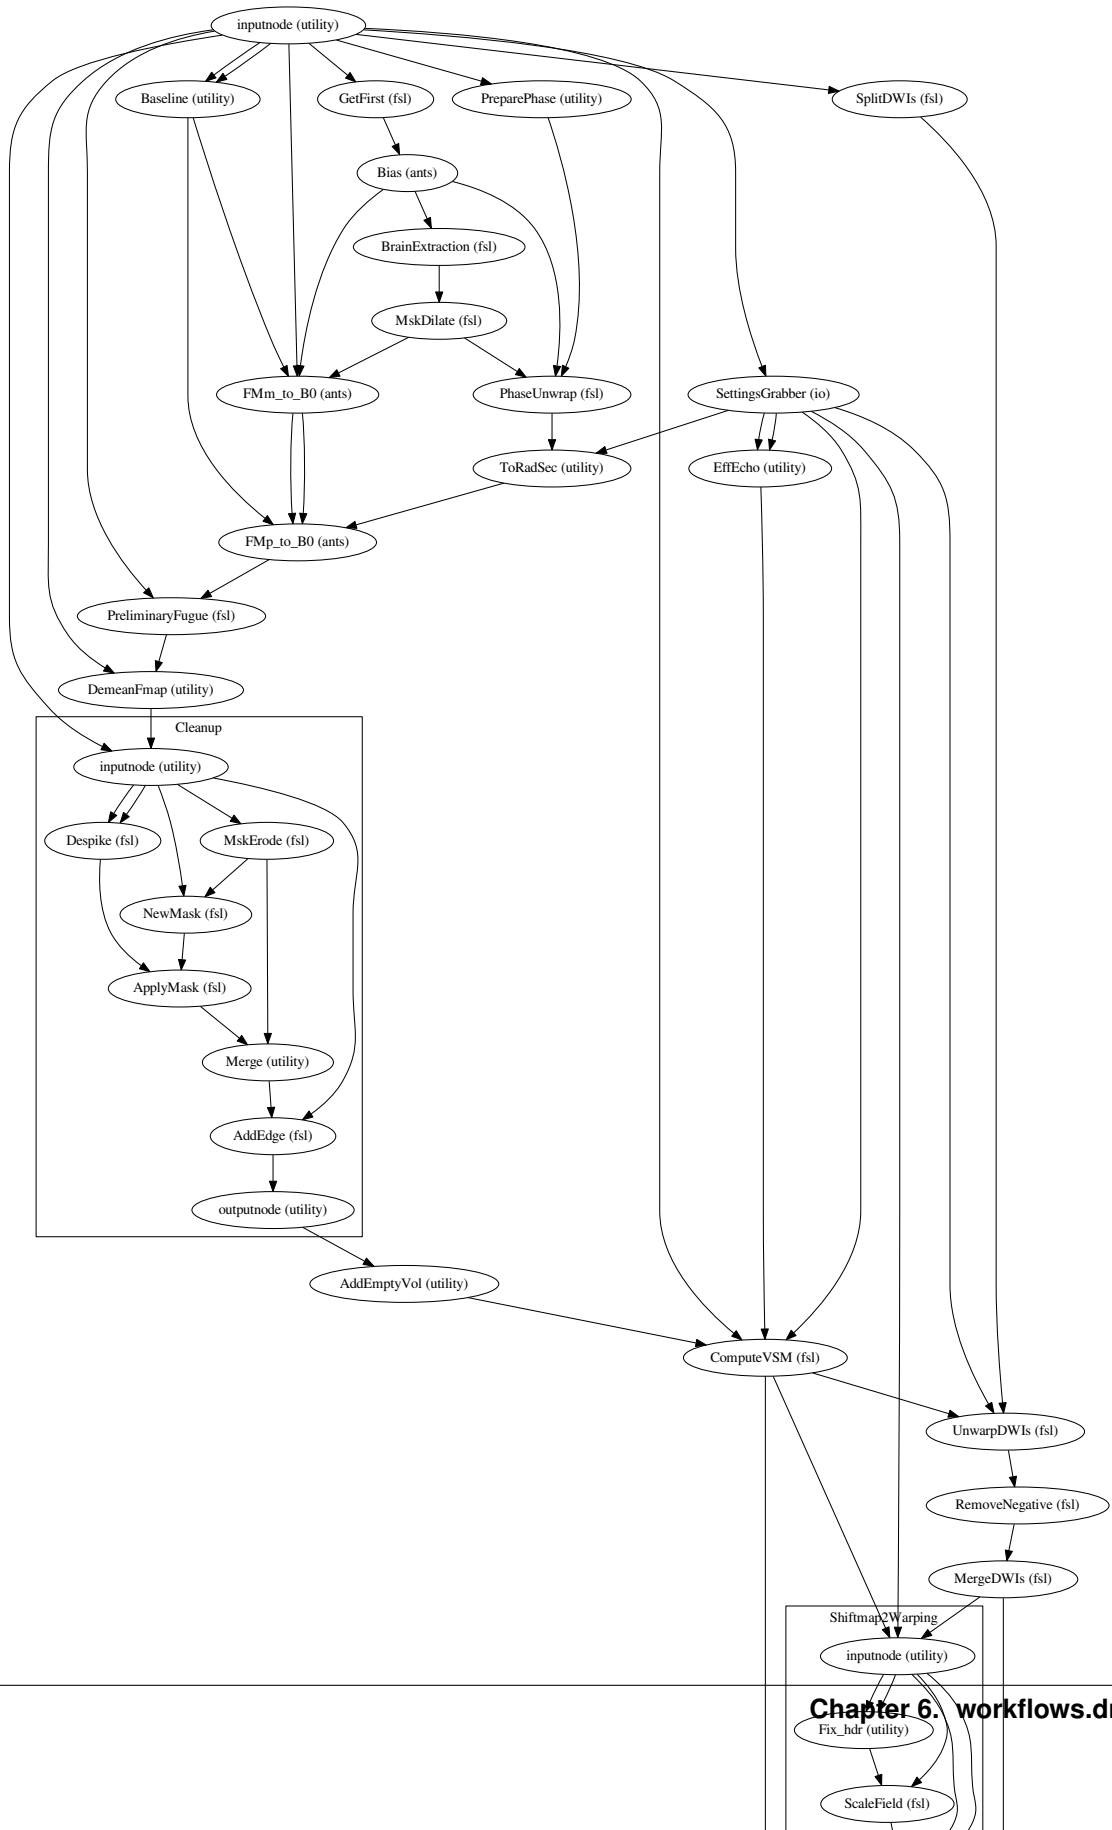 inputnode (utility)
Baseline (utility)
GetFirst (fsl)
PreparePhase (utility)
SplitDWIs (fsl)
Bias (ants)
BrainExtraction (fsl)
MskDilate (fsl)
FMm_to_B0 (ants)
PhaseUnwrap (fsl)
SettingsGrabber (io)
ToRadSec (utility)
EffEcho (utility)
FMp_to_B0 (ants)
PreliminaryFugue (fsl)
DemeanFmap (utility)
Cleanup
inputnode (utility)
Despike (fsl)
MskErode (fsl)
NewMask (fsl)
ApplyMask (fsl)
Merge (utility)
AddEdge (fsl)
outputnode (utility)
AddEmptyVol (utility)
ComputeVSM (fsl)
UnwarpDWIs (fsl)
RemoveNegative (fsl)
MergeDWIs (fsl)
Shiftmap2Warping
inputnode (utility)
Chapter 6. workflows.d
Fix_hdr (utility)
ScaleField (fsl)